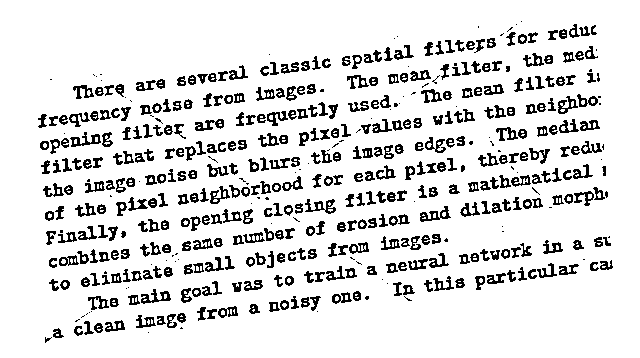 There are several classic spatial filters for reduc
frequency noise from images. The mean filter, the med
opening filter are frequently used. The mean filter i
filter that replaces the pixel values with the neighbo
the image noise but blurs the image edges. The median
of the pixel neighborhood for each pixel, thereby redu
Finally, the opening closing filter is a mathematical
combines the same number of erosion and dilation morph
to eliminate small objects from images.
The main goal was to train a neural network in a su
a clean image from a noisy one. In this particular ca